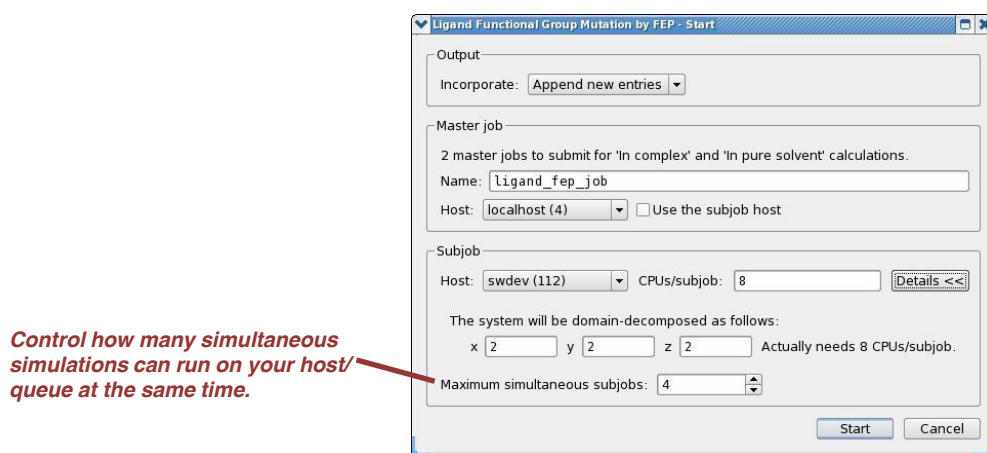 Ligand Functional Group Mutation by FEP - Start
Output
Incorporate: Append new entries
Master job
2 master jobs to submit for 'In complex' and 'In pure solvent' calculations.
Name: ligand_fep_job
Host: localhost (4) Use the subjob host
Subjob
Host: swdev (112) CPUs/subjob: 8 Details <<
The system will be domain-decomposed as follows:
x 2 y 2 z 2 Actually needs 8 CPUs/subjob.
Maximum simultaneous subjobs: 4
Start Cancel
Control how many simultaneous
simulations can run on your host/
queue at the same time.